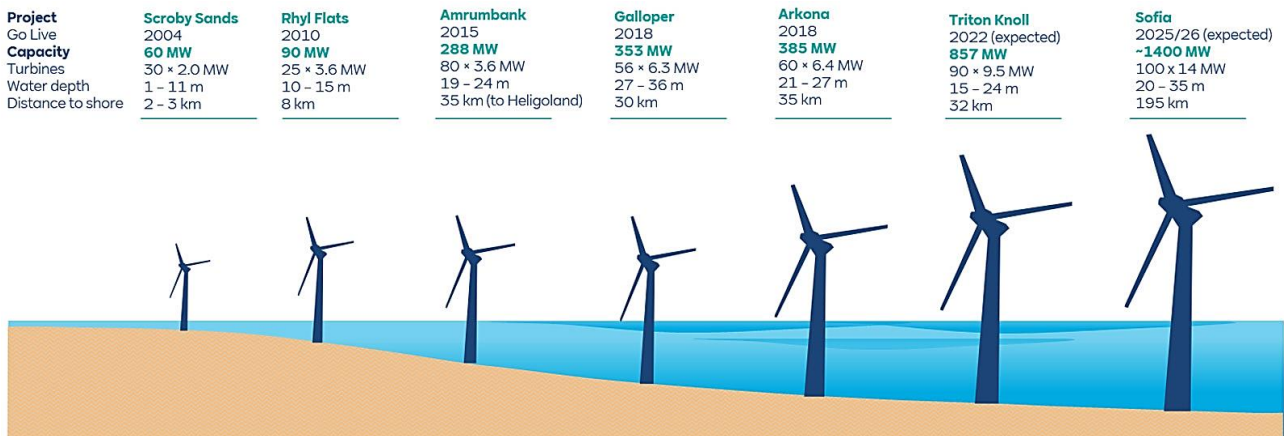 Project
Go Live
Capacity
Turbines
Water depth
Distance to shore
Scroby Sands
2004
60 MW
30 × 2.0 MW
1 – 11 m
2 – 3 km
Rhyl Flats
2010
90 MW
25 × 3.6 MW
10 – 15 m
8 km
Amrumbank
2015
288 MW
80 × 3.6 MW
19 – 24 m
35 km (to Heligoland)
Galloper
2018
353 MW
56 × 6.3 MW
27 – 36 m
30 km
Arkona
2018
385 MW
60 × 6.4 MW
21 – 27 m
35 km
Triton Knoll
2022 (expected)
857 MW
90 × 9.5 MW
15 – 24 m
32 km
Sofia
2025/26 (expected)
~1400 MW
100 x 14 MW
20 – 35 m
195 km